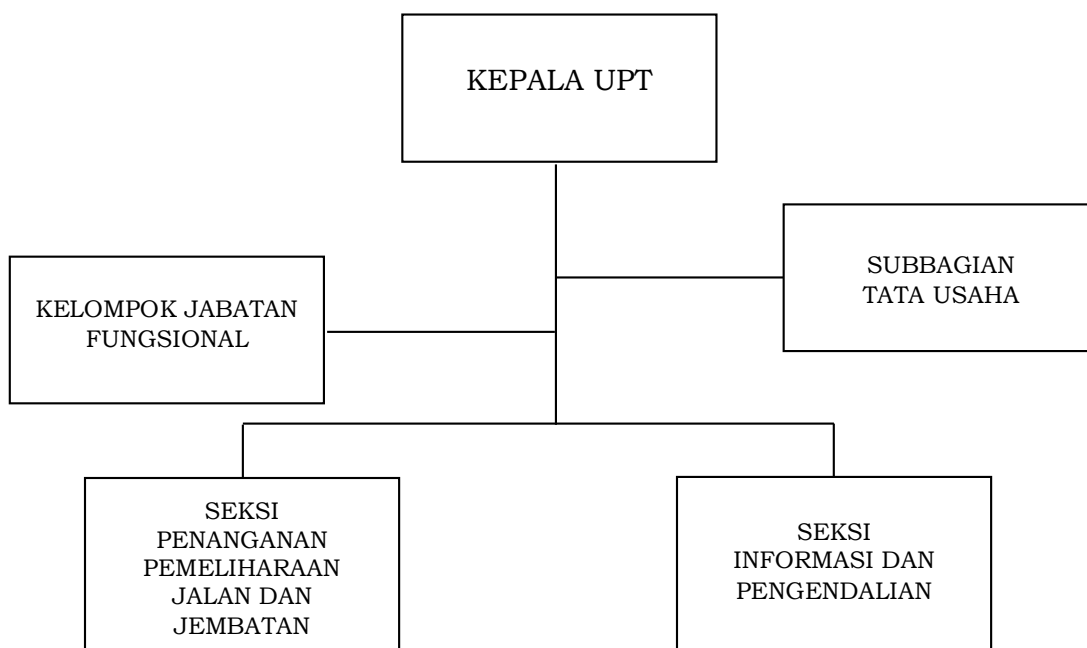 KEPALA UPT
SUBBAGIAN
TATA USAHA
KELOMPOK JABATAN
FUNGSIONAL
SEKSI
PENANGANAN
PEMELIHARAAN
JALAN DAN
JEMBATAN
SEKSI
INFORMASI DAN
PENGENDALIAN